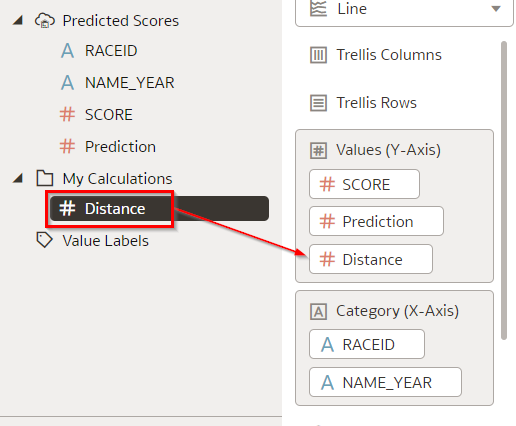 Predicted Scores
A RACEID
A NAME_YEAR
# SCORE
# Prediction
My Calculations
# Distance
Value Labels
Line
Trellis Columns
Trellis Rows
Values (Y-Axis)
# SCORE
# Prediction
# Distance
Category (X-Axis)
A RACEID
A NAME_YEAR